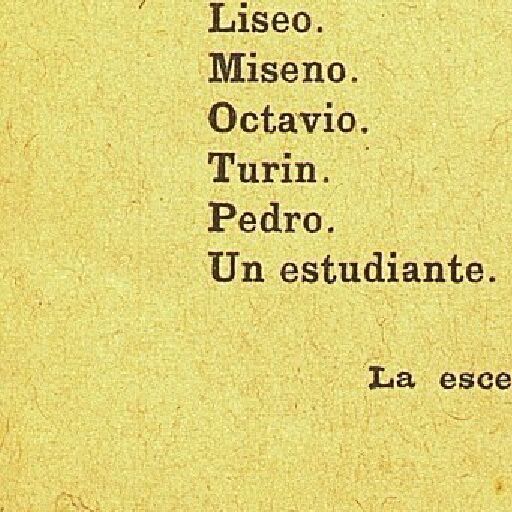 Liseo.
Miseno.
Octavio.
Turin.
Pedro.
Un estudiante.
La esce